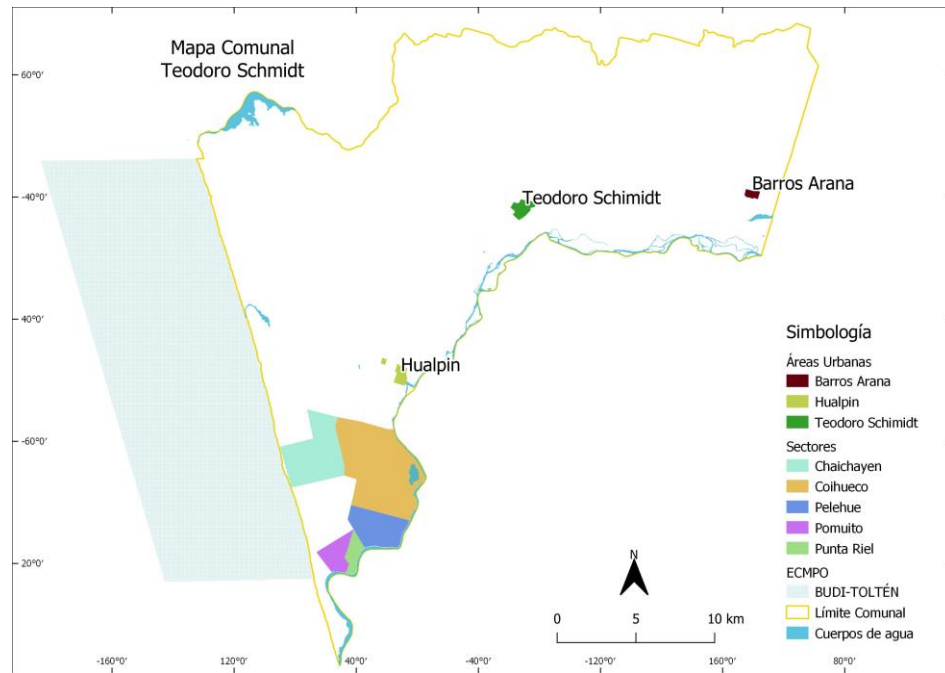 Mapa Comunal
Teodoro Schmidt
60°0'
-40°0'
40°0'
-60°0'
20°0'
Barros Arana
Teodoro Schimidt
Hualpin
Simbología
Áreas Urbanas
Barros Arana
Hualpin
Teodoro Schimidt
Sectores
Chaichayen
Coihueco
Pelehue
Pomuito
Punta Riel
ECMPO
BUDI-TOLTÉN
Límite Comunal
Cuerpos de agua
N
0 5 10 km
-160°0' 120°0' 40°0' -40°0' -120°0' 160°0' 80°0'